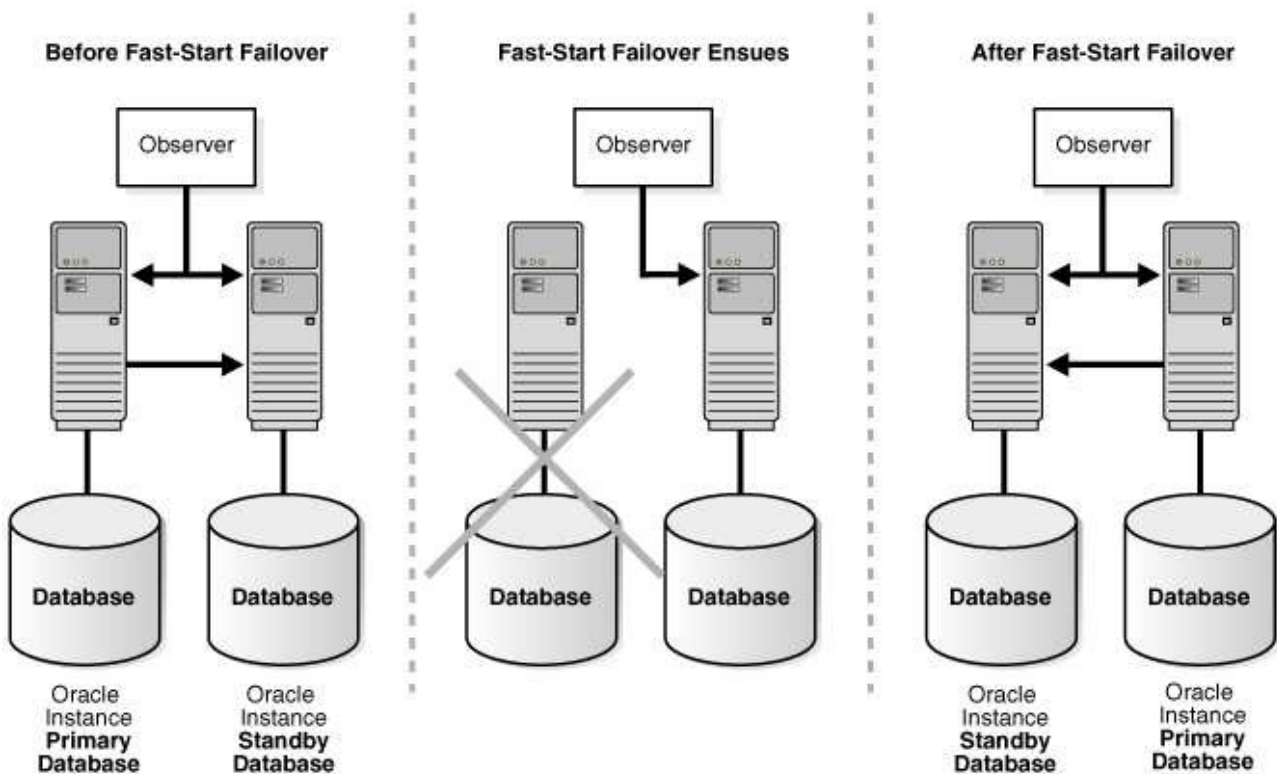 Before Fast-Start Failover
Observer
Database
Database
Oracle
Instance
Primary
Database
Oracle
Instance
Standby
Database
Fast-Start Failover Ensues
Observer
Database
Database
After Fast-Start Failover
Observer
Database
Database
Oracle
Instance
Standby
Database
Oracle
Instance
Primary
Database